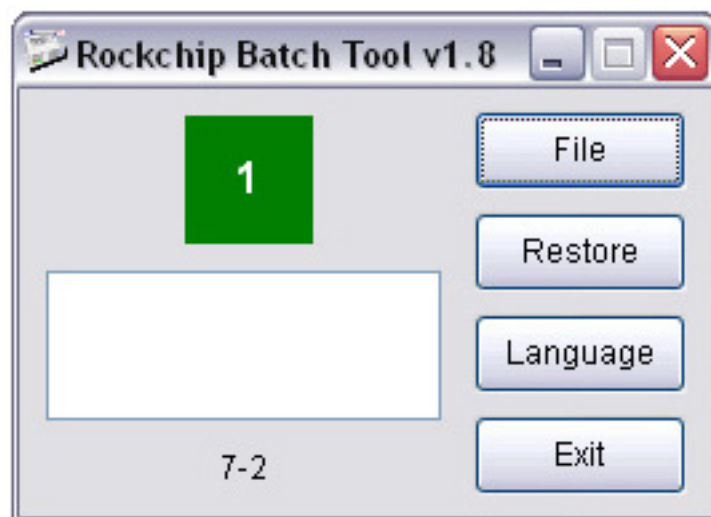 Rockchip Batch Tool v1.8
1
File
Restore
Language
7-2
Exit